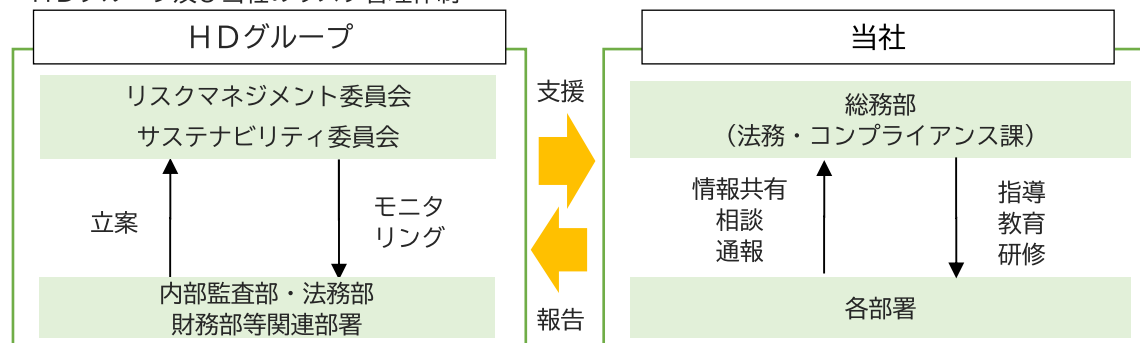 HDグループ
リスクマネジメント委員会
サステナビリティ委員会
立案
モニタ
リング
内部監査部・法務部
財務部等関連部署
支援
報告
当社
総務部
（法務・コンプライアンス課）
情報共有
相談
通報
指導
教育
研修
各部署